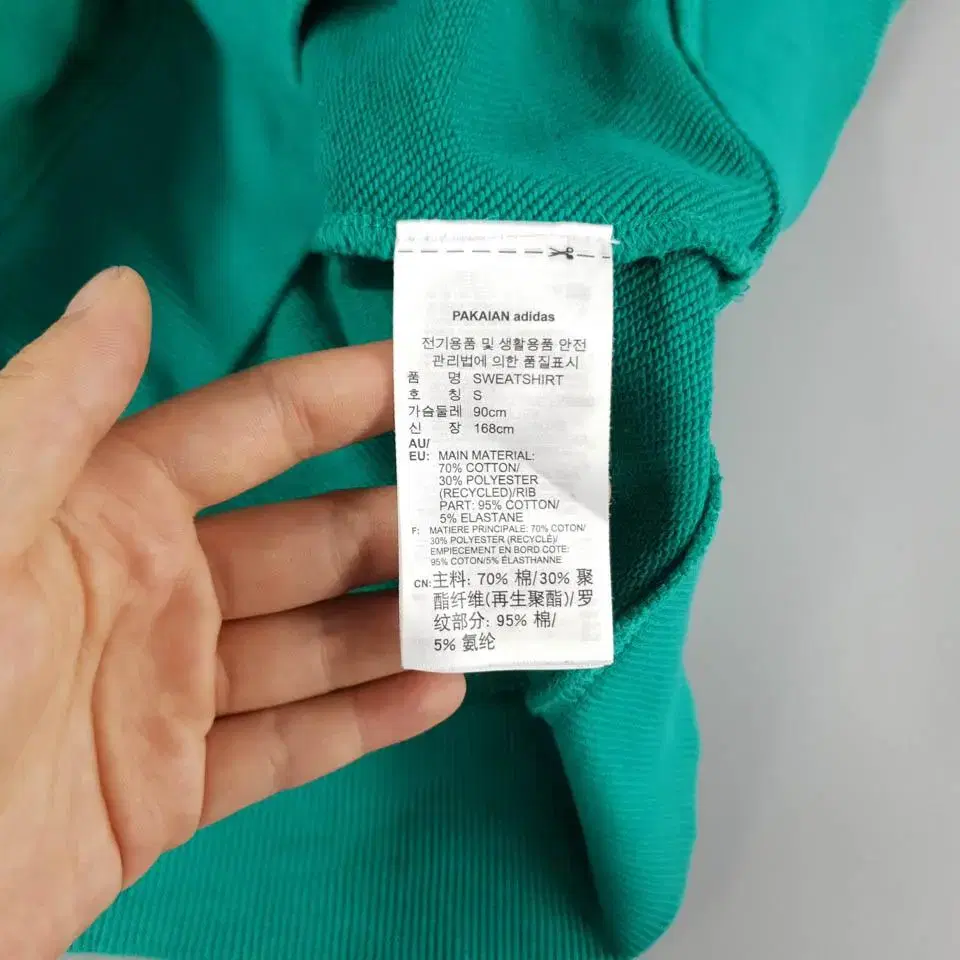 PAKAIAN adidas
전기용품 및 생활용품 안전
관리법에 의한 품질표시
품 명 SWEATSHIRT
호 칭 S
가슴둘레 90cm
신 장 168cm
AU/
EU: MAIN MATERIAL:
70% COTTON/
30% POLYESTER
(RECYCLED)/RIB
PART: 95% COTTON/
5% ELASTANE
F: MATIERE PRINCIPALE: 70% COTON/
30% POLYESTER (RECYCLÉ)/
EMPIECEMENT EN BORD COTE:
95% COTON/5% ÉLASTHANNE
CN: 主料: 70% 棉/30% 聚
酯纤维(再生聚酯)/罗
纹部分: 95% 棉/
5% 氨纶